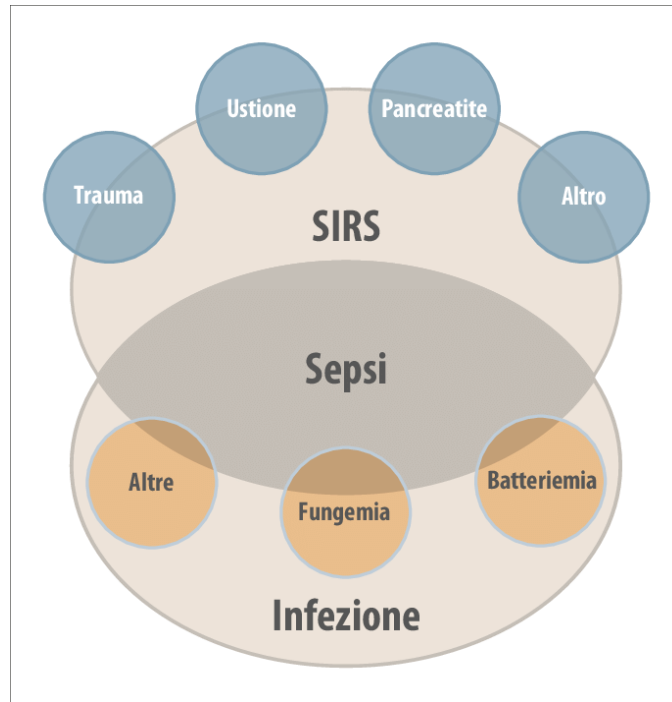 Ustione
Pancreatite
Trauma
Altro
SIRS
Sepsi
Altre
Fungemia
Batteriemia
Infezione